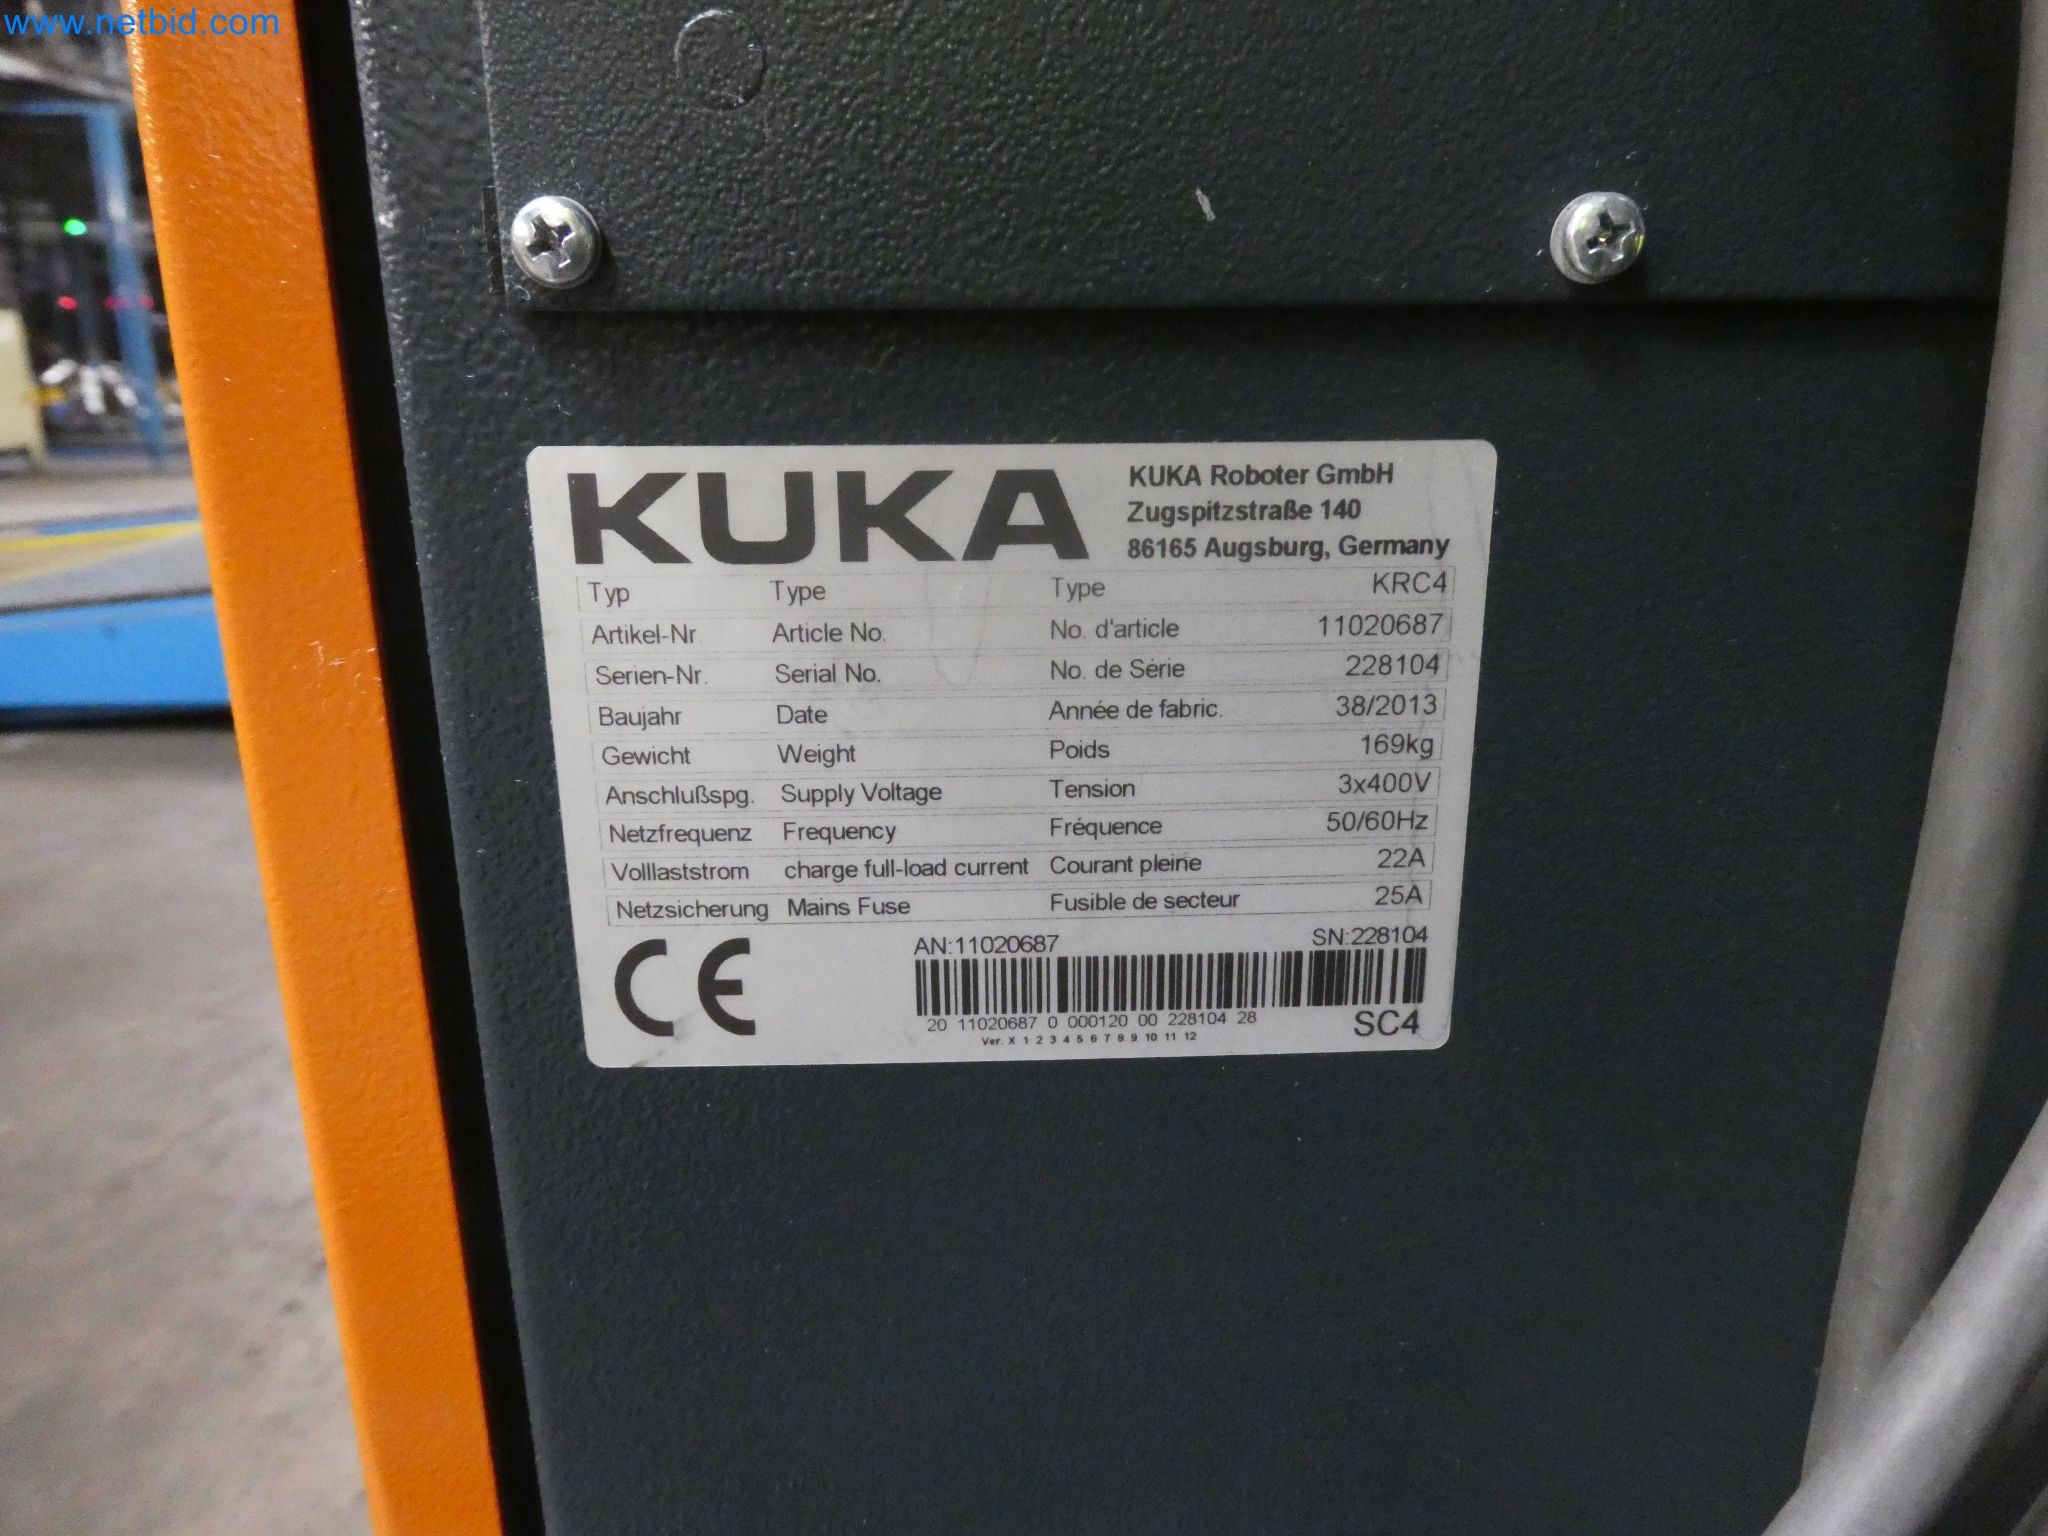 www.netbid.com
KUKA
KUKA Roboter GmbH
Zugspitzstraße 140
86165 Augsburg, Germany
Typ Type Type KRC4
Artikel-Nr. Article No. No. d'article 11020687
Serien-Nr. Serial No. No. de Série 228104
Baujahr Date Année de fabric. 38/2013
Gewicht Weight Poids 169kg
Anschlußspg. Supply Voltage Tension 3x400V
Netzfrequenz Frequency Fréquence 50/60Hz
Volllaststrom charge full-load current Courant pleine 22A
Netzsicherung Mains Fuse Fusible de secteur 25A
CE
AN:11020687 SN:228104
20 11020687 0 000120 00 228104 28
SC4
Ver. X 1 2 3 4 5 6 7 8 9 10 11 12